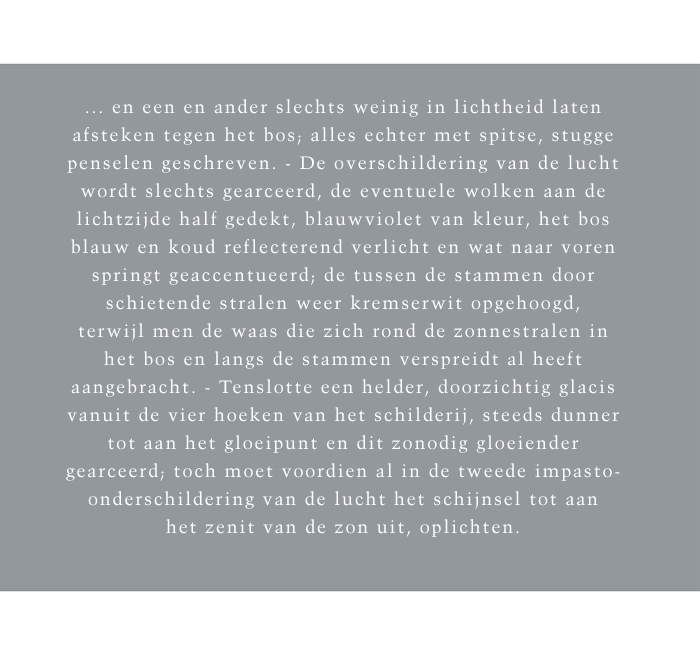 ... en een en ander slechts weinig in lichtheid laten
afsteken tegen het bos; alles echter met spitse, stugge
penselen geschreven. - De overschildering van de lucht
wordt slechts gearceerd, de eventuele wolken aan de
lichtzijde half gedekt, blauwviolet van kleur, het bos
blauw en koud reflecterend verlicht en wat naar voren
springt geaccentueerd; de tussen de stammen door
schietende stralen weer kremserwit opgehoogd,
terwijl men de waas die zich rond de zonnestralen in
het bos en langs de stammen verspreidt al heeft
aangebracht. - Tenslotte een helder, doorzichtig glacis
vanuit de vier hoeken van het schilderij, steeds dunner
tot aan het gloeipunt en dit zonodig gloeiender
gearceerd; toch moet voordien al in de tweede impasto-
onderschildering van de lucht het schijnsel tot aan
het zenit van de zon uit, oplichten.